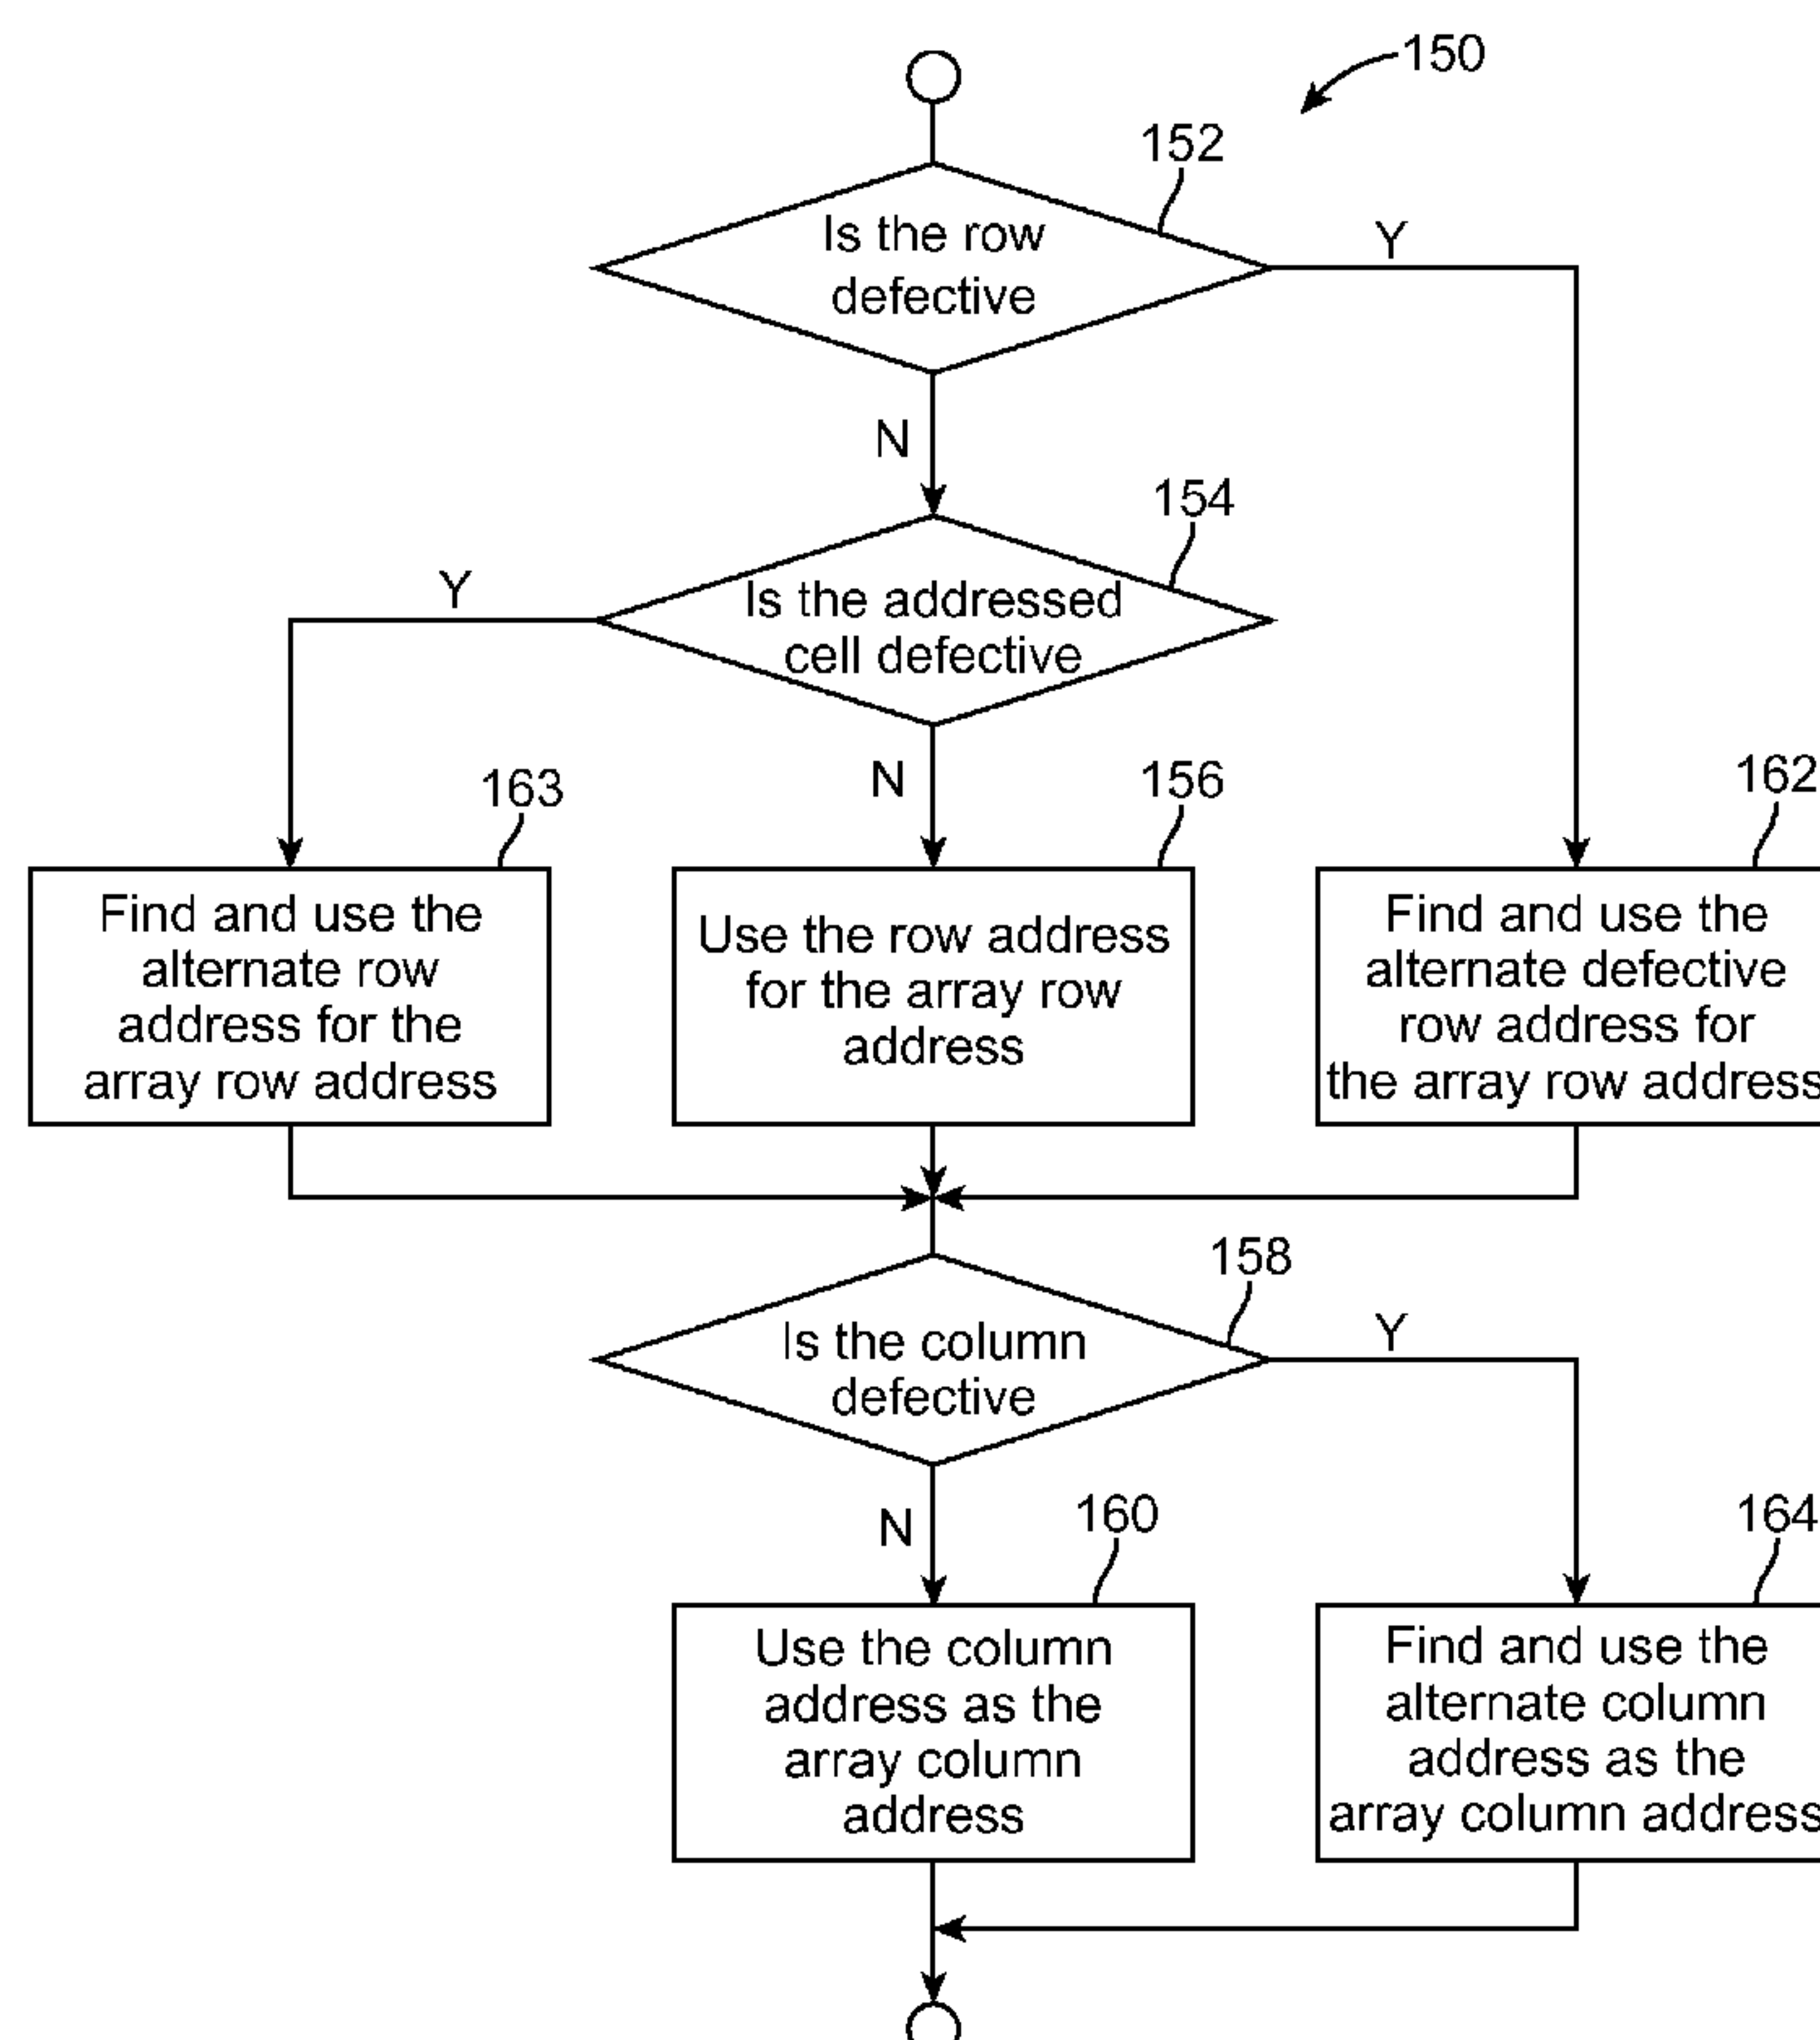 150
152
Is the row
defective
Y
N
154
Is the addressed
cell defective
Y
N
163
156
162
Find and use the
alternate row
address for the
array row address
Use the row address
for the array row
address
Find and use the
alternate defective
row address for
the array row address
158
Is the column
defective
Y
N
160
164
Use the column
address as the
array column
address
Find and use the
alternate column
address as the
array column address